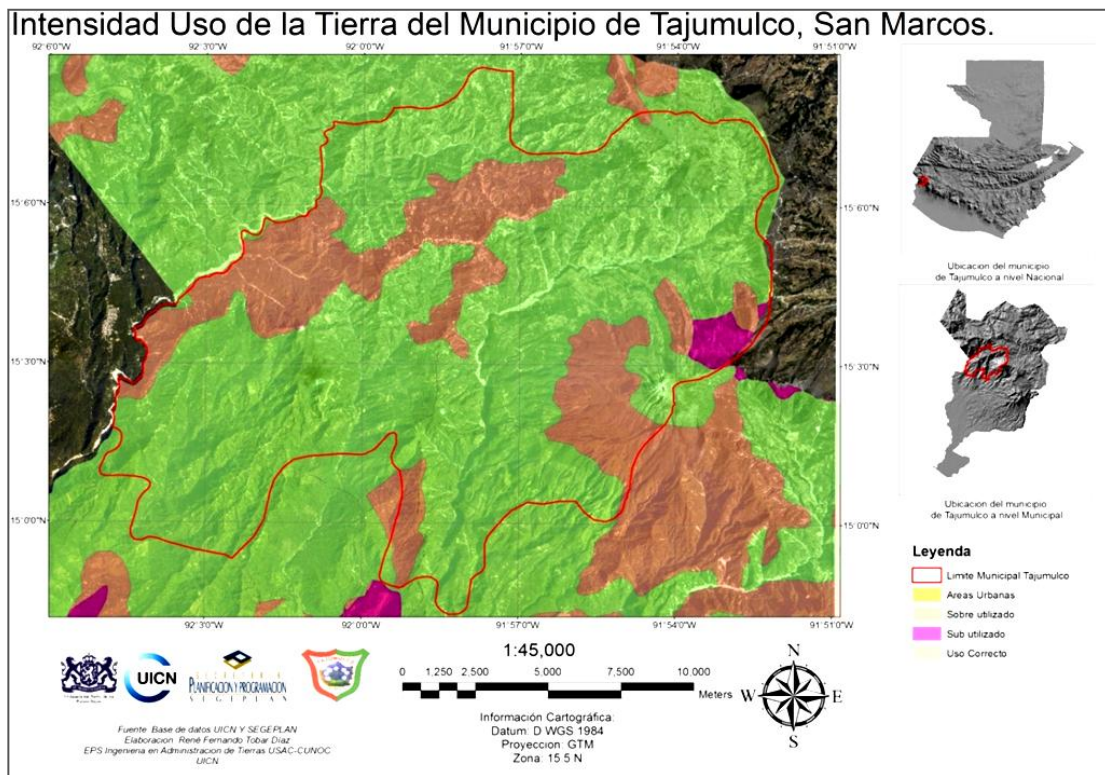 Intensidad Uso de la Tierra del Municipio de Tajumulco, San Marcos.
92°6'0"W 92°3'0"W 92°0'0"W 91°57'0"W 91°54'0"W 91°51'0"W
15°6'0"N 15°6'0"N
15°3'0"N 15°3'0"N
15°0'0"N 15°0'0"N
92°3'0"W 92°0'0"W 91°57'0"W 91°54'0"W 91°51'0"W
Ubicacion del municipio
de Tajumulco a nivel Nacional
Ubicacion del municipio
de Tajumulco a nivel Municipal
Leyenda
Limite Municipal Tajumulco
Areas Urbanas
Sobre utilizado
Sub utilizado
Uso Correcto
UICN
PLANIFICACION Y PROGRAMACION
SEGEPLAN
1:45,000
0 1,250 2,500 5,000 7,500 10,000
Meters
N
W E
S
Información Cartográfica:
Datum: D WGS 1984
Proyeccion: GTM
Zona: 15.5 N
Fuente: Base de datos UICN Y SEGEPLAN
Elaboracion: René Fernando Tobar Díaz
EPS Ingenieria en Administracion de Tierras USAC-CUNOC
UICN